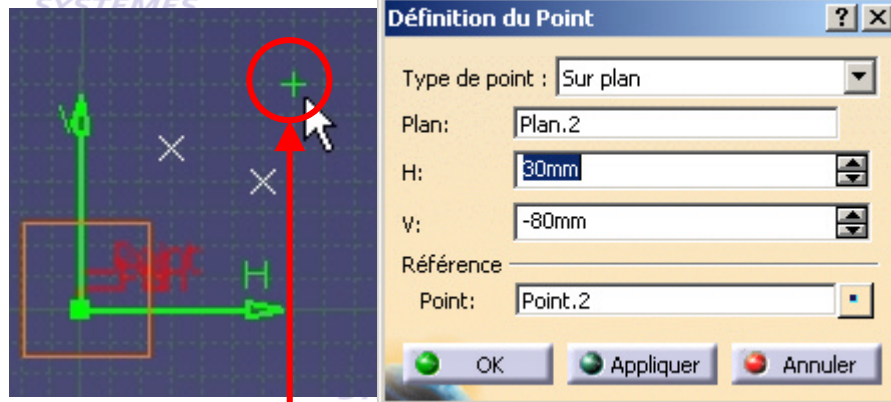 SYSTEMES
V
H
Définition du Point
Type de point : Sur plan
Plan: Plan.2
H: 30mm
V: -80mm
Référence
Point: Point.2
OK Appliquer Annuler